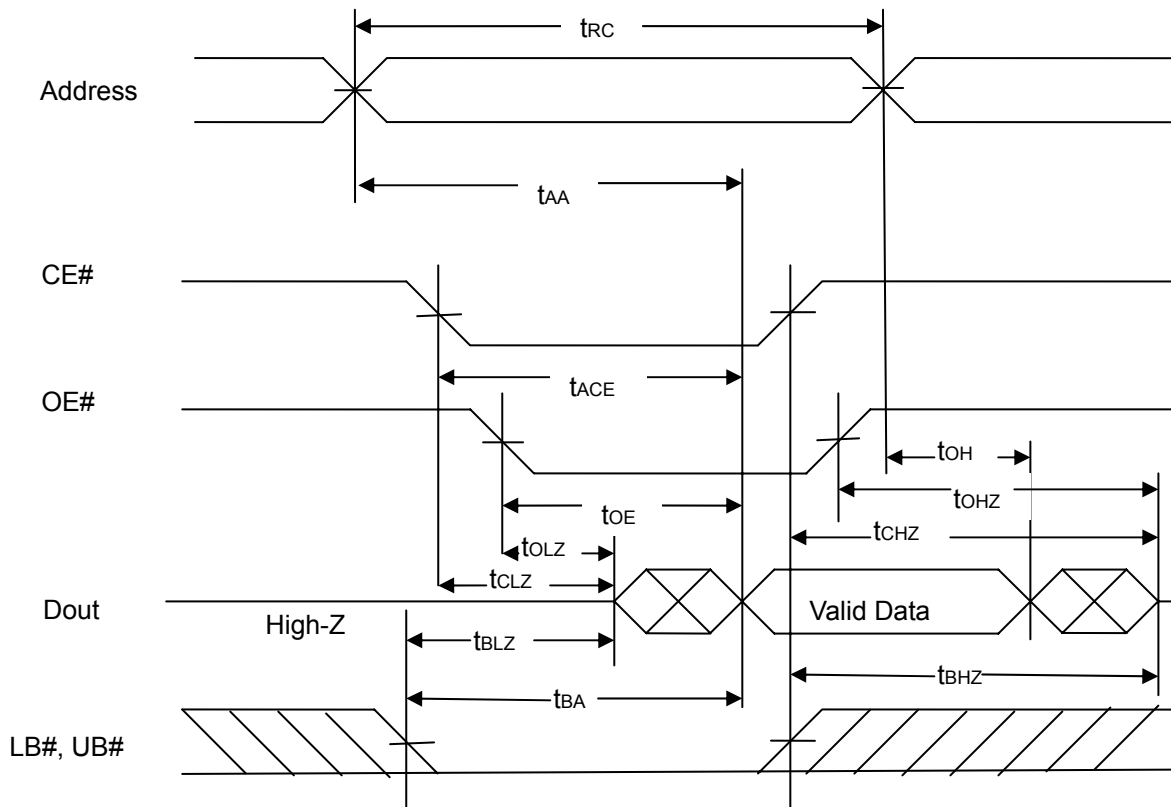 tRC
Address
tAA
CE#
tACE
OE#
tOH
tOHZ
tOE
tCHZ
tOLZ
tCLZ
Dout
High-Z
Valid Data
tBLZ
tBHZ
tBA
LB#, UB#